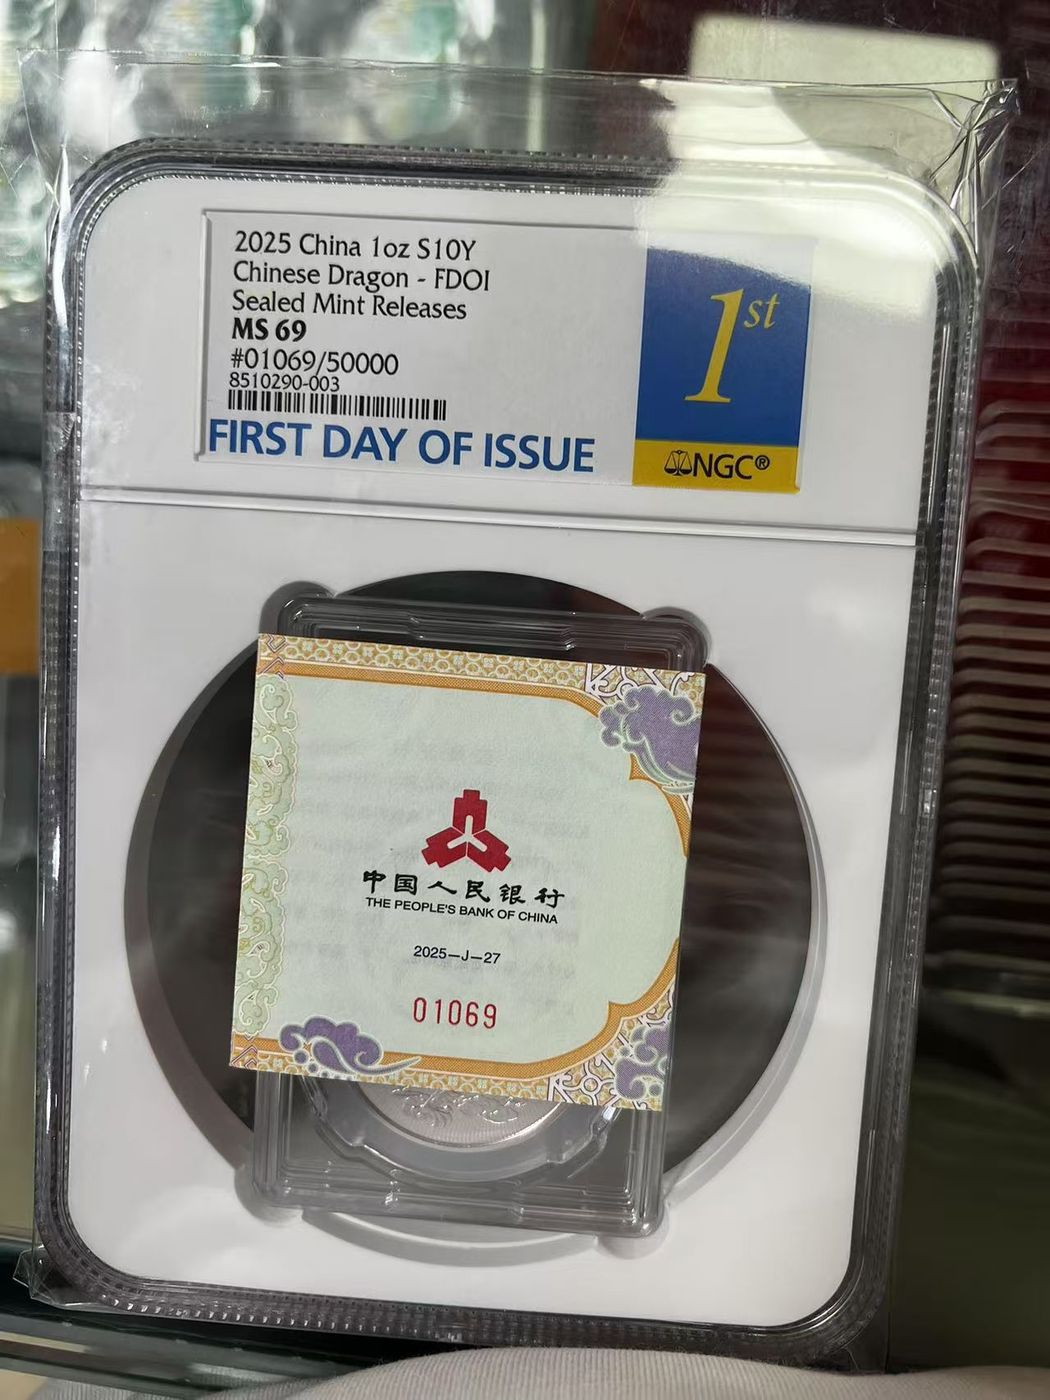 2025 China 1oz S10Y
Chinese Dragon - FDOI
Sealed Mint Releases
MS 69
#01069/50000
8510290-003
FIRST DAY OF ISSUE
1st
NGC®
中国人民银行
THE PEOPLE'S BANK OF CHINA
2025—J—27
01069